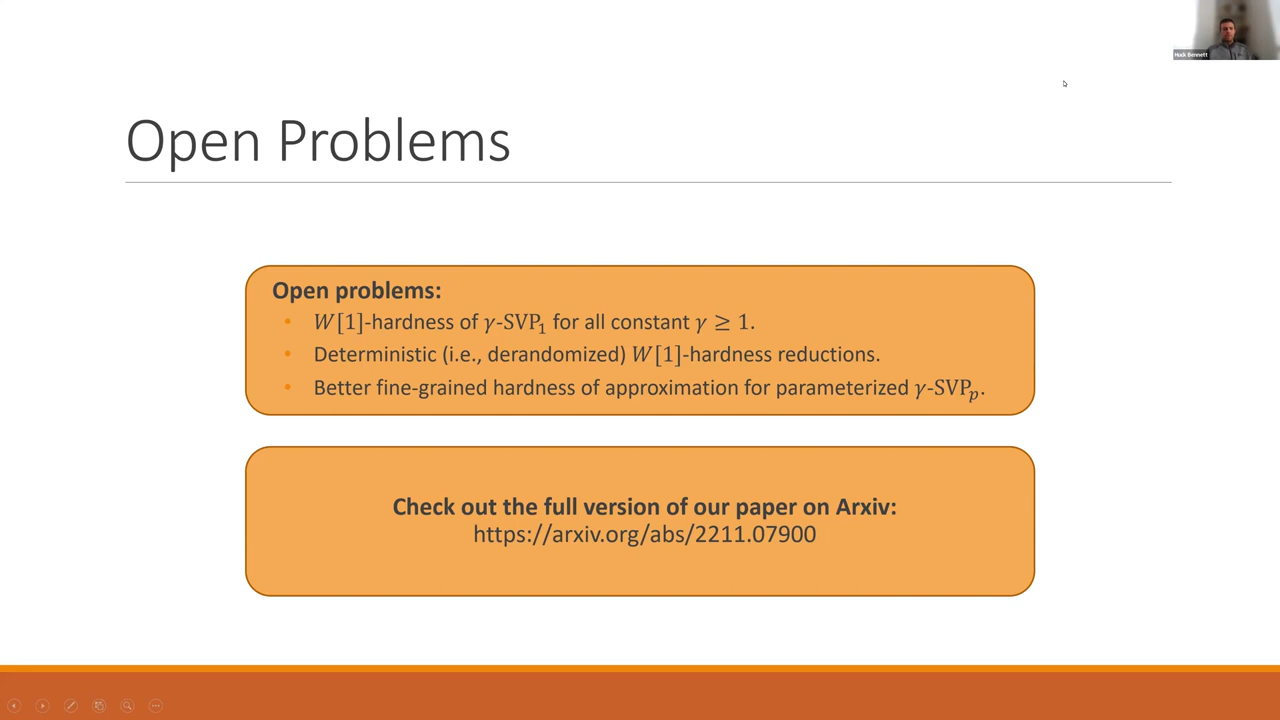 Huck Bennett
Open Problems
Open problems:
• W[1]-hardness of γ-SVP₁ for all constant γ ≥ 1.
• Deterministic (i.e., derandomized) W[1]-hardness reductions.
• Better fine-grained hardness of approximation for parameterized γ-SVPₚ.
Check out the full version of our paper on Arxiv:
https://arxiv.org/abs/2211.07900